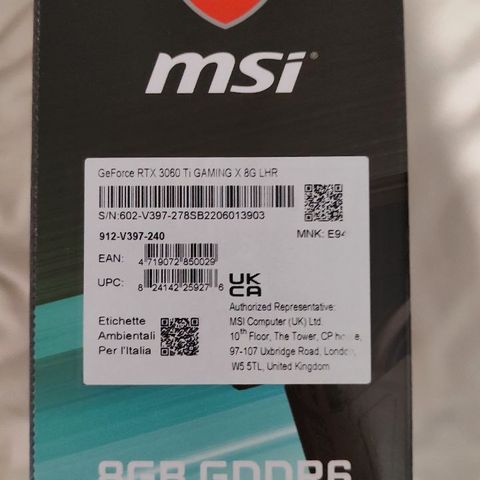 msi
GeForce RTX 3060 Ti GAMING X 8G LHR
S/N:602-V397-278SB2206013903
912-V397-240
MNK: E94
EAN:
4 719072 850029
UPC:
8 24142 25927 6
UK
CA
Etichette
Ambientali
Per l'Italia
Authorized Representative:
MSI Computer (UK) Ltd.
10th Floor, The Tower, CP
97-107 Uxbridge Road, London,
W5 5TL, United Kingdom
8GB GDDR6